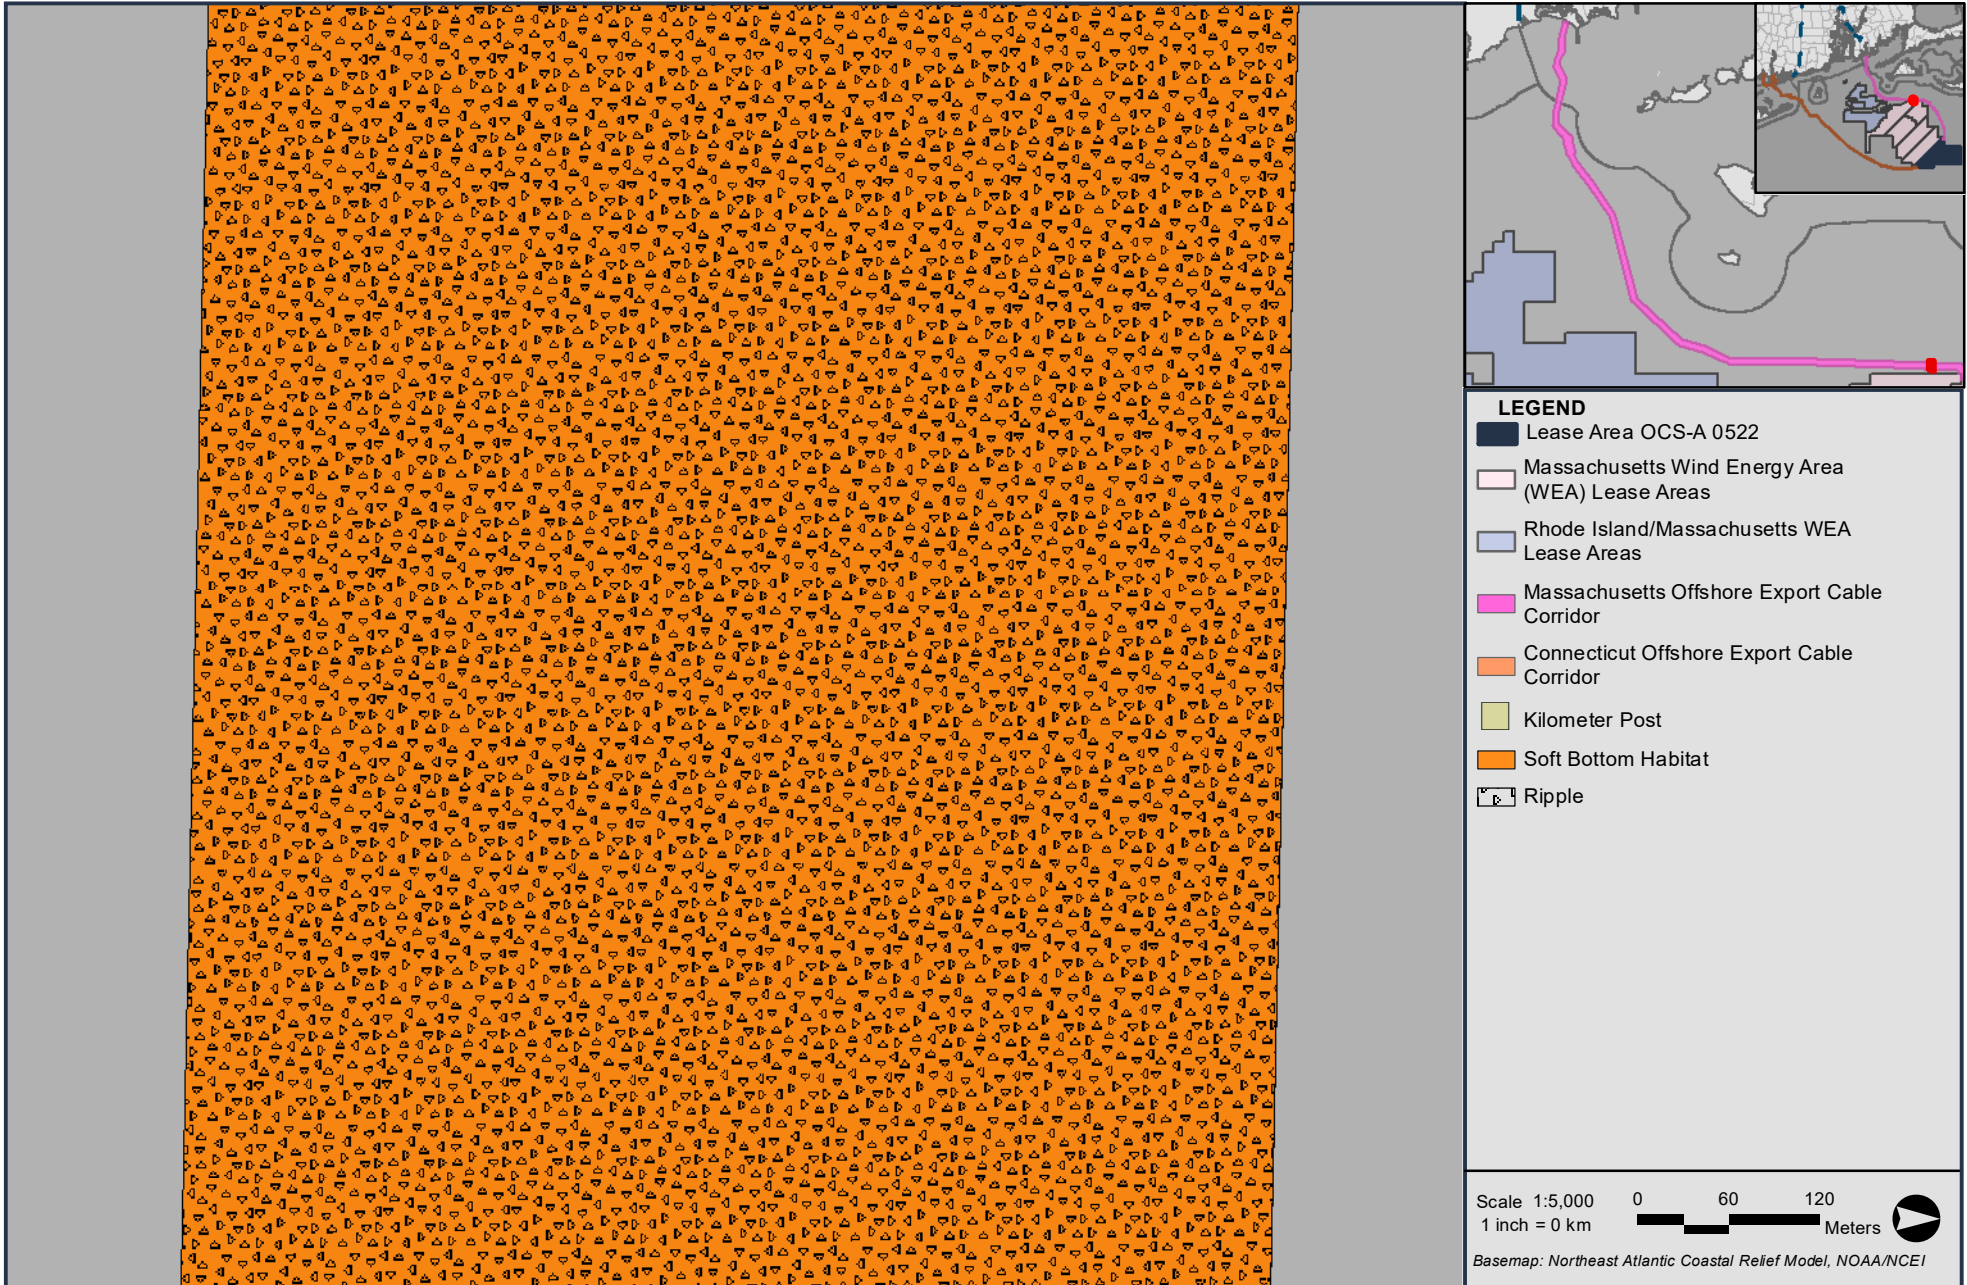 LEGEND
Lease Area OCS-A 0522
Massachusetts Wind Energy Area
(WEA) Lease Areas
Rhode Island/Massachusetts WEA
Lease Areas
Massachusetts Offshore Export Cable
Corridor
Connecticut Offshore Export Cable
Corridor
Kilometer Post
Soft Bottom Habitat
Ripple
Scale 1:5,000
1 inch = 0 km
0 60 120
Meters
Basemap: Northeast Atlantic Coastal Relief Model, NOAA/NCEI